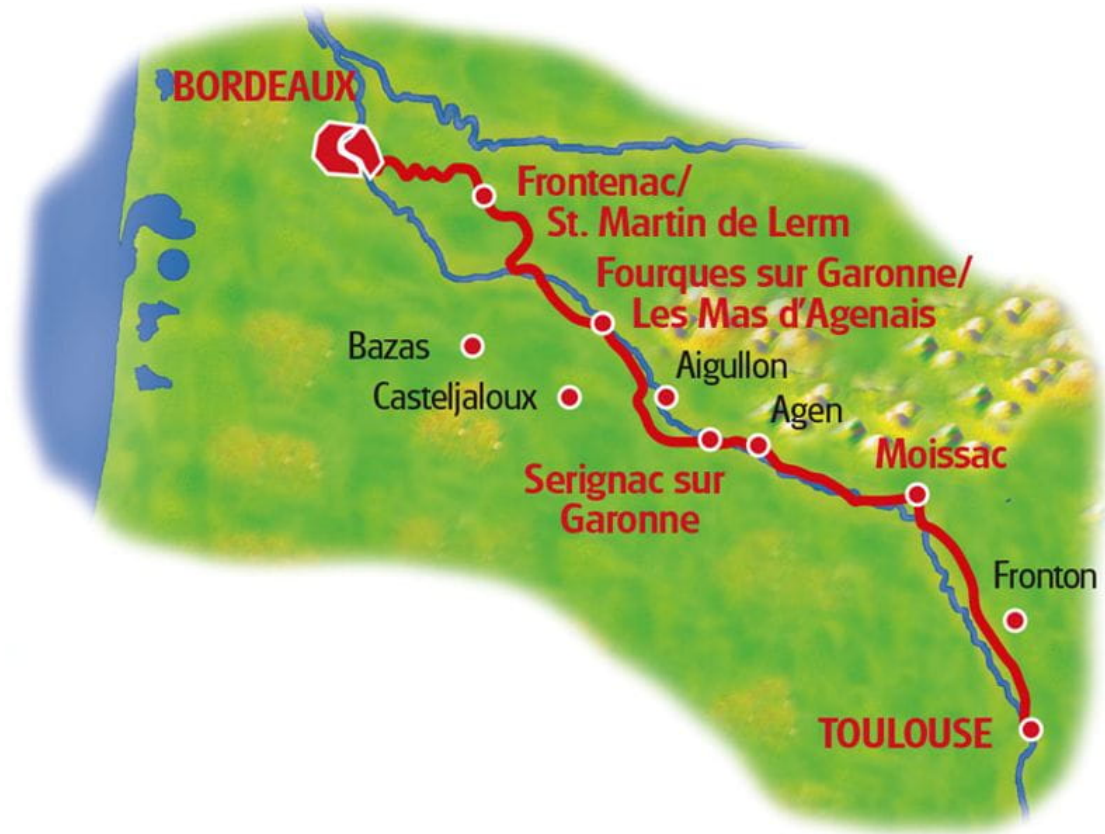 BORDEAUX
Frontenac/
St. Martin de Lerm
Fourques sur Garonne/
Les Mas d'Agenais
Bazas
Aigullon
Casteljaloux
Agen
Moissac
Serignac sur
Garonne
Fronton
TOULOUSE